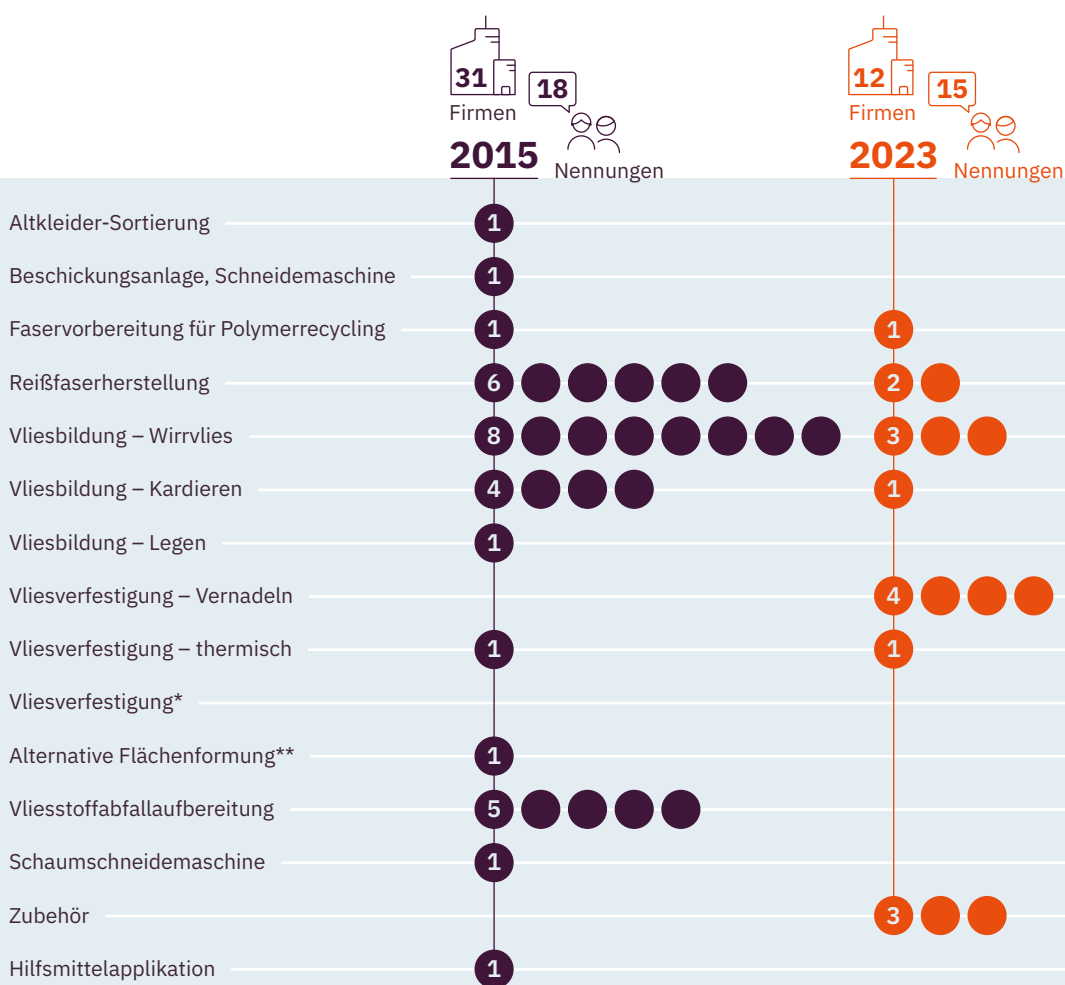 31
18
Firmen
2015
Nennungen
12
15
Firmen
2023
Nennungen
Altkleider-Sortierung 1
Beschickungsanlage, Schneidemaschine 1
Faservorbereitung für Polymerrecycling 1 1
Reißfaserherstellung 6 2
Vliesbildung – Wirrvlies 8 3
Vliesbildung – Kardieren 4 1
Vliesbildung – Legen 1
Vliesverfestigung – Vernadeln 4
Vliesverfestigung – thermisch 1 1
Vliesverfestigung*
Alternative Flächenformung** 1
Vliesstoffabfallaufbereitung 5
Schaumschneidemaschine 1
Zubehör 3
Hilfsmittelapplikation 1